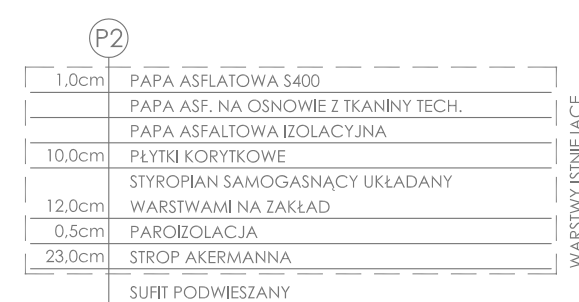 P2
1,0cm PAPA ASFLATOWA S400
PAPA ASF. NA OSNOWIE Z TKANINY TECH.
PAPA ASFALTOWA IZOLACYJNA
10,0cm PŁYTKI KORYTKOWE
STYROPIAN SAMOGASNĄCY UKŁADANY
12,0cm WARSTWAMI NA ZAKŁAD
0,5cm PAROIZOLACJA
23,0cm STROP AKERMANNA
SUFIT PODWIESZANY
WARSTWY ISTNIEJĄCE